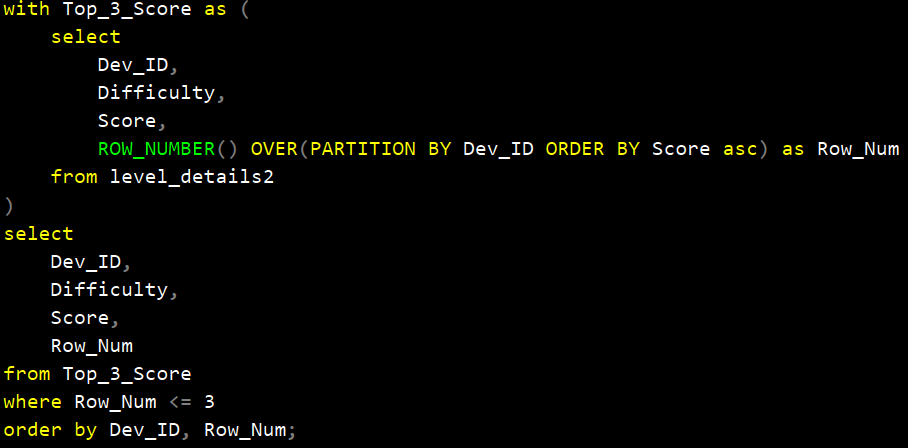 with Top_3_Score as (
    select
        Dev_ID,
        Difficulty,
        Score,
        ROW_NUMBER() OVER(PARTITION BY Dev_ID ORDER BY Score asc) as Row_Num
    from level_details2
)
select
    Dev_ID,
    Difficulty,
    Score,
    Row_Num
from Top_3_Score
where Row_Num <= 3
order by Dev_ID, Row_Num;